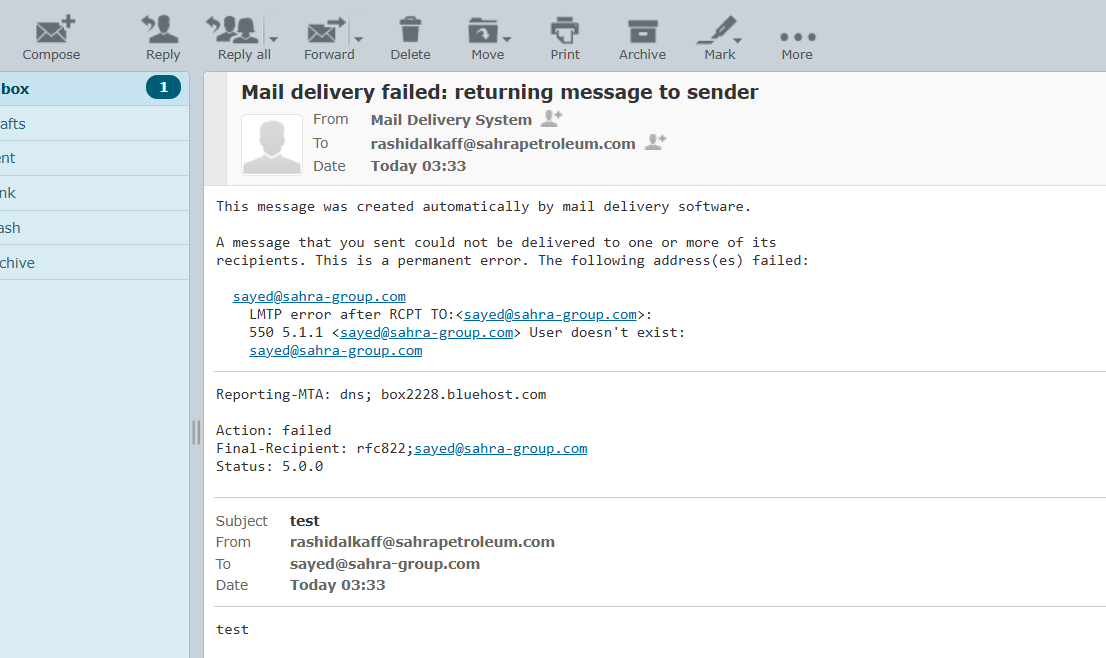 Compose
Reply
Reply all
Forward
Delete
Move
Print
Archive
Mark
More
box
1
afts
ent
nk
ash
chive
Mail delivery failed: returning message to sender
From Mail Delivery System
To rashidalkaff@sahrapetroleum.com
Date Today 03:33
This message was created automatically by mail delivery software.
A message that you sent could not be delivered to one or more of its
recipients. This is a permanent error. The following address(es) failed:
sayed@sahra-group.com
LMTP error after RCPT TO:<sayed@sahra-group.com>:
550 5.1.1 <sayed@sahra-group.com> User doesn't exist:
sayed@sahra-group.com
Reporting-MTA: dns; box2228.bluehost.com
Action: failed
Final-Recipient: rfc822;sayed@sahra-group.com
Status: 5.0.0
Subject test
From rashidalkaff@sahrapetroleum.com
To sayed@sahra-group.com
Date Today 03:33
test